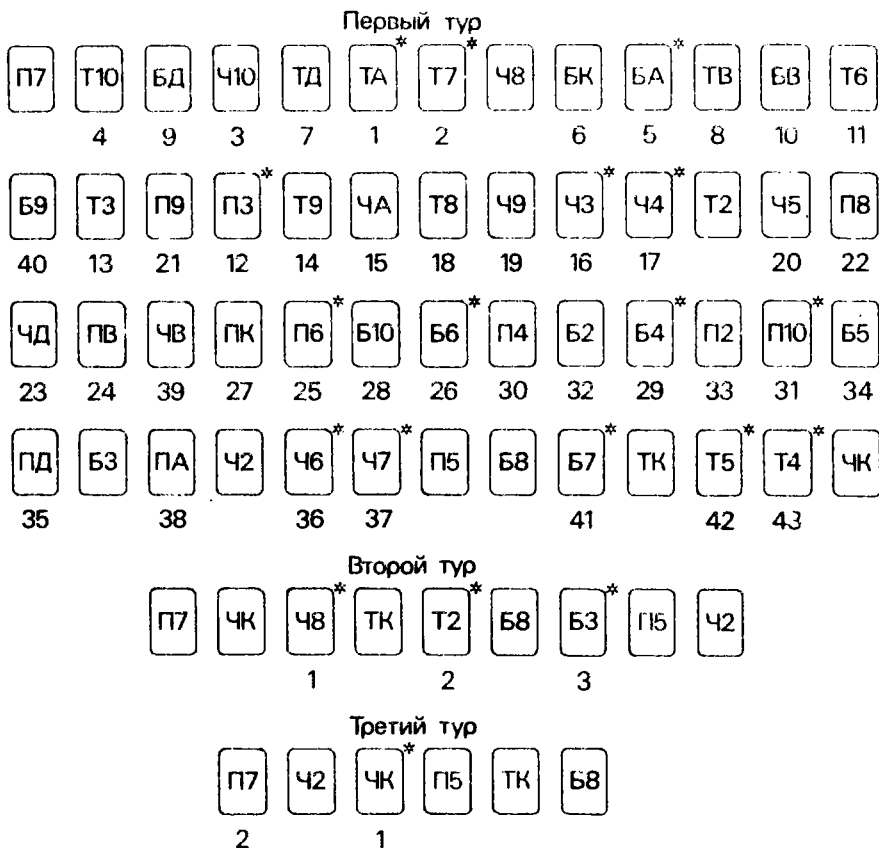 Первый тур
П7 Т10 БД Ч10 ТД ТА* Т7* Ч8 БК БА* ТВ БВ Т6
4 9 3 7 1 2 6 5 8 10 11
Б9 Т3 П9 П3* Т9 ЧА Т8 Ч9 Ч3* Ч4* Т2 Ч5 П8
40 13 21 12 14 15 18 19 16 17 20 22
ЧД ПВ ЧВ ПК П6* Б10 Б6* П4 Б2 Б4* П2 П10* Б5
23 24 39 27 25 28 26 30 32 29 33 31 34
ПД Б3 ПА Ч2 Ч6* Ч7* П5 Б8 Б7* ТК Т5* Т4* ЧК
35 38 36 37 41 42 43
Второй тур
П7 ЧК Ч8* ТК Т2* Б8 Б3* П5 Ч2
1 2 3
Третий тур
П7 Ч2 ЧК* П5 ТК Б8
2 1